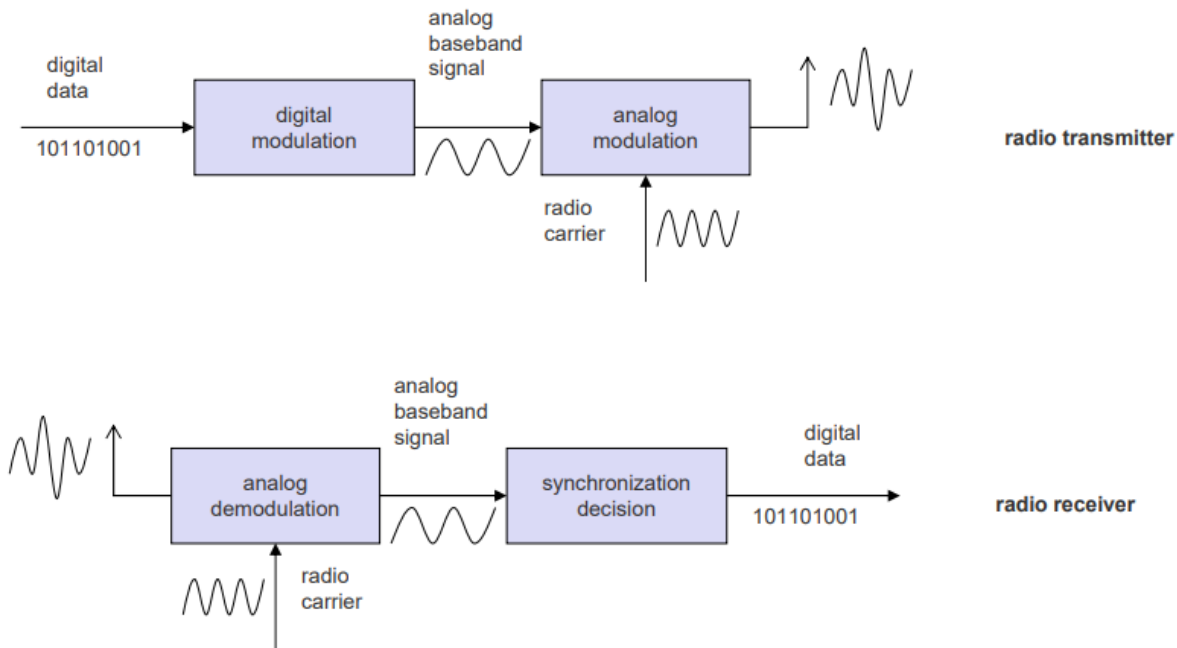 analog
baseband
signal
digital
data
digital
modulation
analog
modulation
101101001
radio transmitter
radio
carrier
analog
baseband
signal
digital
data
analog
demodulation
synchronization
decision
101101001
radio receiver
radio
carrier